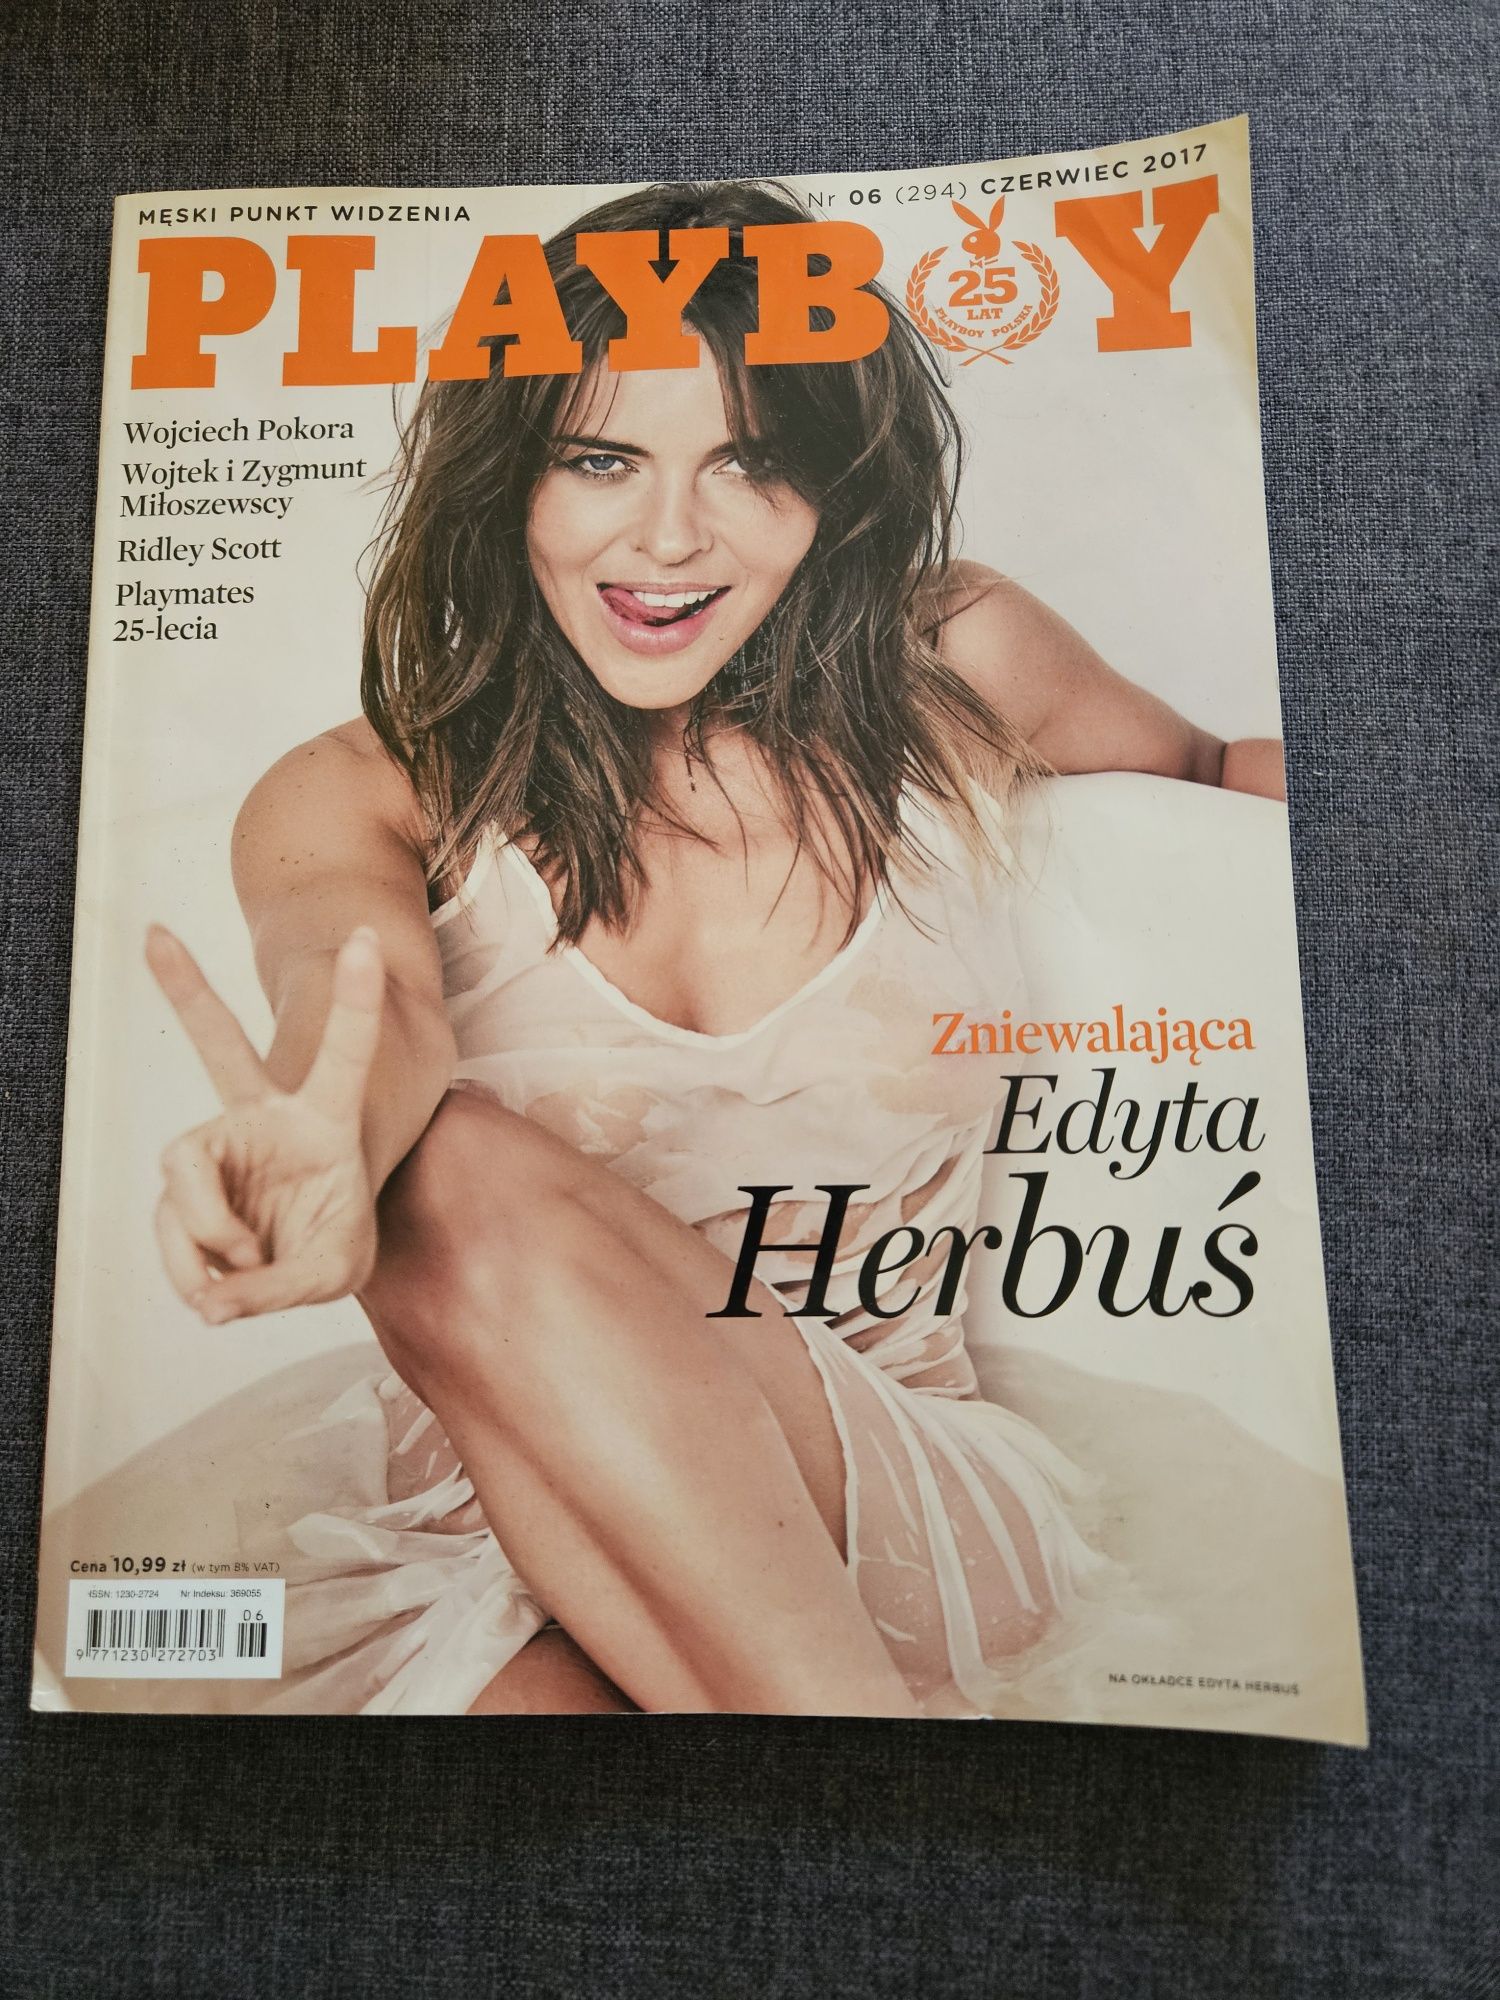 MĘSKI PUNKT WIDZENIA
Nr 06 (294) CZERWIEC 2017
PLAYBOY
25
LAT
PLAYBOY POLSKA
Wojciech Pokora
Wojtek i Zygmunt
Miłoszewscy
Ridley Scott
Playmates
25-lecia
Zniewalająca
Edyta
Herbuś
Cena 10,99 zł (w tym 8% VAT)
ISSN: 1230-2724 Nr Indeksu: 369055
06
9 771230 272703
NA OKŁADCE EDYTA HERBUŚ